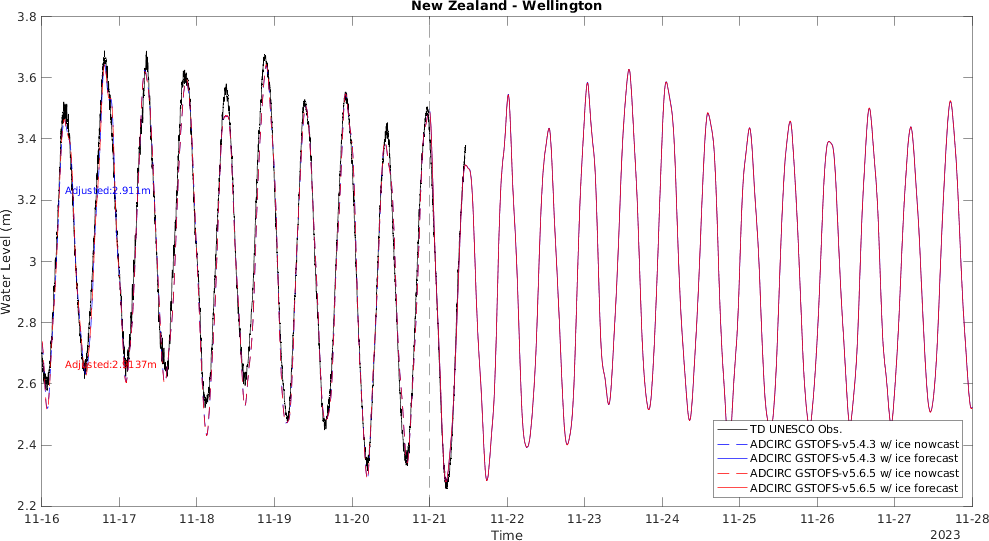 New Zealand - Wellington
3.8
3.6
3.4
3.2
3
2.8
2.6
2.4
2.2
Water Level (m)
Adjusted:2.911m
TD UNESCO Obs.
ADCIRC GSTOFS-v5.4.3 w/ ice nowcast
ADCIRC GSTOFS-v5.4.3 w/ ice forecast
ADCIRC GSTOFS-v5.6.5 w/ ice nowcast
ADCIRC GSTOFS-v5.6.5 w/ ice forecast
11-16 11-17 11-18 11-19 11-20 11-21 11-22 11-23 11-24 11-25 11-26 11-27 11-28
Time
2023